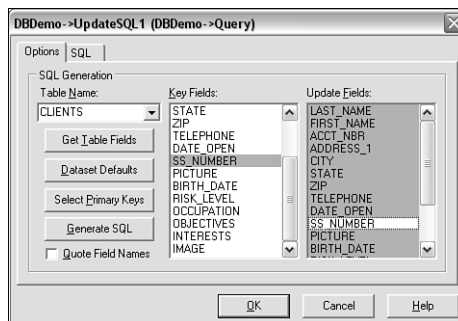 DBDemo->UpdateSQL1 (DBDemo->Query)
Options
SQL
SQL Generation
Table Name:
CLIENTS
Get Table Fields
Dataset Defaults
Select Primary Keys
Generate SQL
Quote Field Names
Key Fields:
STATE
ZIP
TELEPHONE
DATE_OPEN
SS_NUMBER
PICTURE
BIRTH_DATE
RISK_LEVEL
OCCUPATION
OBJECTIVES
INTERESTS
IMAGE
Update Fields:
LAST_NAME
FIRST_NAME
ACCT_NBR
ADDRESS_1
CITY
STATE
ZIP
TELEPHONE
DATE_OPEN
SS_NUMBER
PICTURE
BIRTH_DATE
OK
Cancel
Help